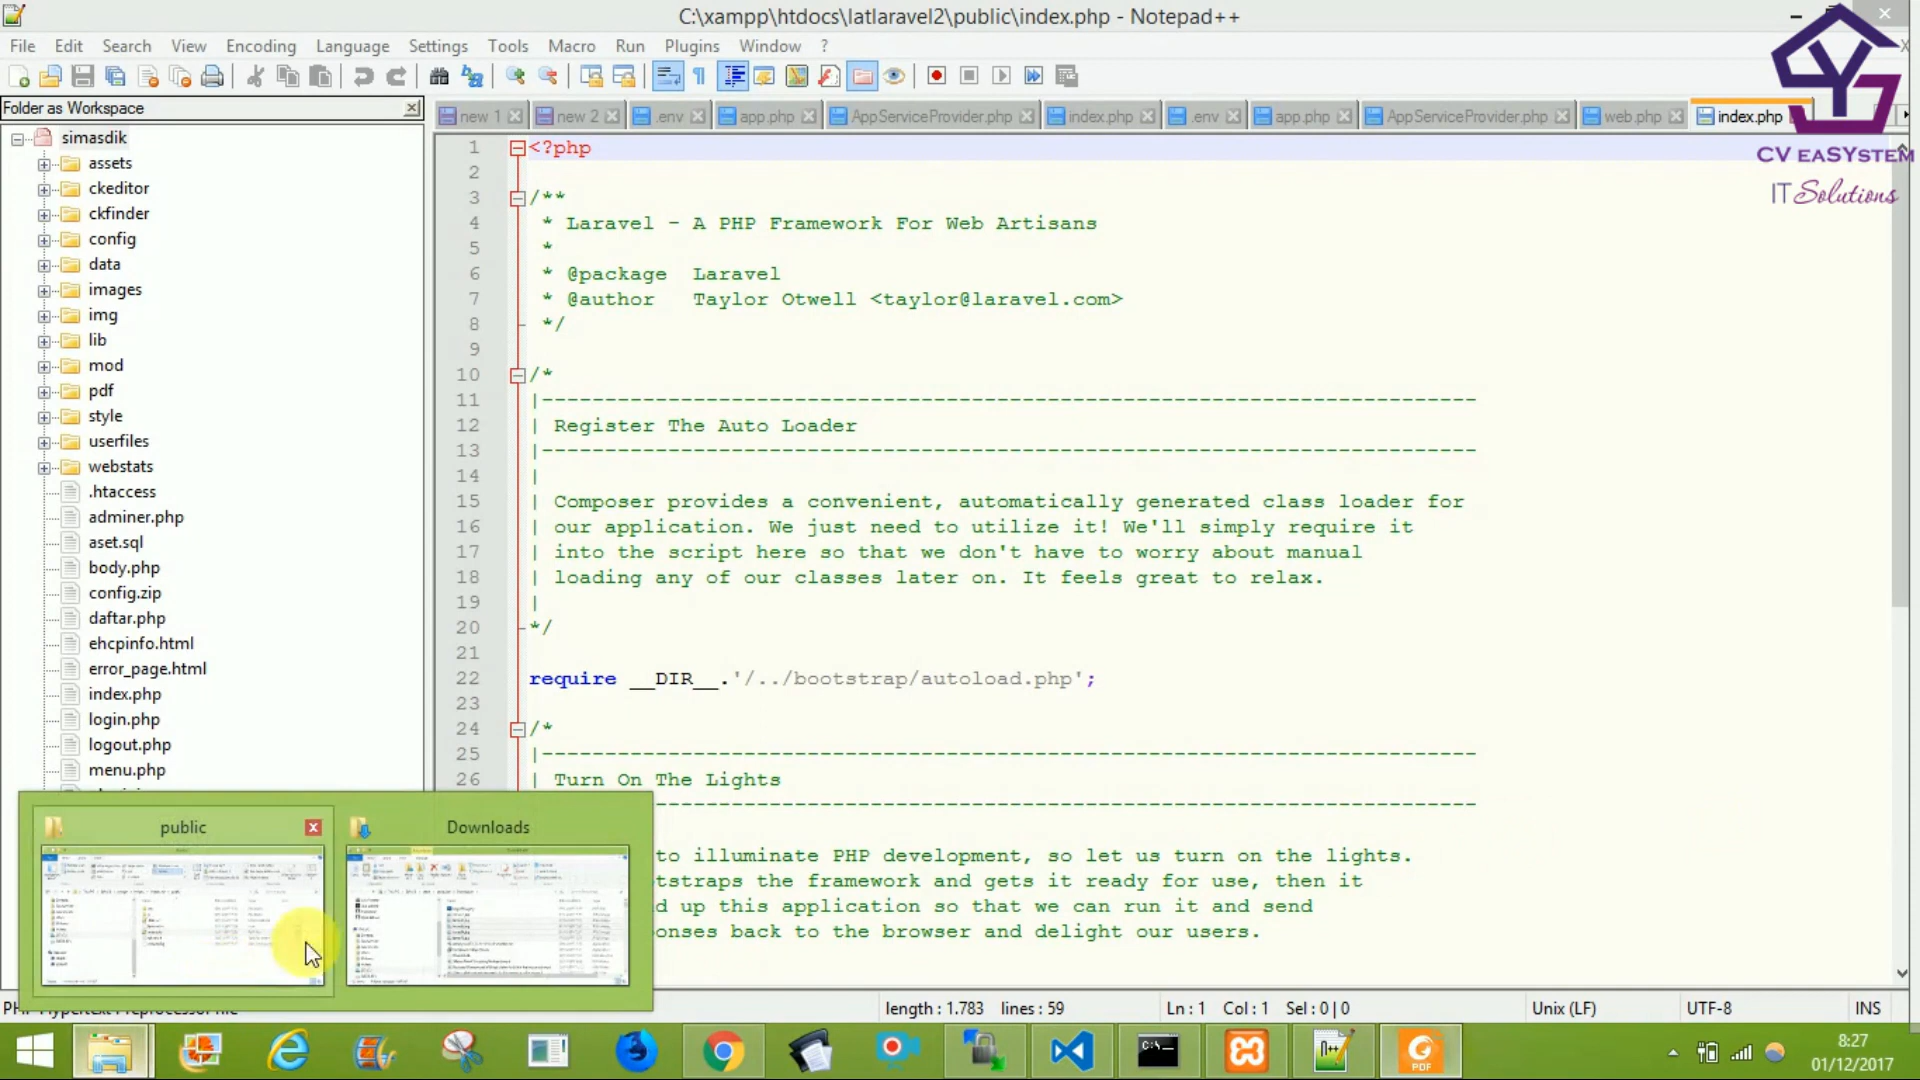 C:\xampp\htdocs\latlaravel2\public\index.php - Notepad++
File Edit Search View Encoding Language Settings Tools Macro Run Plugins Window ?
Folder as Workspace
new 1 new 2 .env app.php AppServiceProvider.php index.php .env app.php AppServiceProvider.php web.php index.php
CV eaSYstem
IT Solutions
simasdik
assets
ckeditor
ckfinder
config
data
images
img
lib
mod
pdf
style
userfiles
webstats
.htaccess
adminer.php
aset.sql
body.php
config.zip
daftar.php
ehcpinfo.html
error_page.html
index.php
login.php
logout.php
menu.php
1 <?php
2
3 /**
4 * Laravel - A PHP Framework For Web Artisans
5 *
6 * @package Laravel
7 * @author Taylor Otwell <taylor@laravel.com>
8 */
9
10 /*
11 |--------------------------------------------------------------------------
12 | Register The Auto Loader
13 |--------------------------------------------------------------------------
14 |
15 | Composer provides a convenient, automatically generated class loader for
16 | our application. We just need to utilize it! We'll simply require it
17 | into the script here so that we don't have to worry about manual
18 | loading any of our classes later on. It feels great to relax.
19 |
20 */
21
22 require __DIR__.'/../bootstrap/autoload.php';
23
24 /*
25 |--------------------------------------------------------------------------
26 | Turn On The Lights
to illuminate PHP development, so let us turn on the lights.
the framework and gets it ready for use, then it
up this application so that we can run it and send
back to the browser and delight our users.
public Downloads
length : 1.783 lines : 59 Ln : 1 Col : 1 Sel : 0 | 0 Unix (LF) UTF-8 INS
8:27
01/12/2017